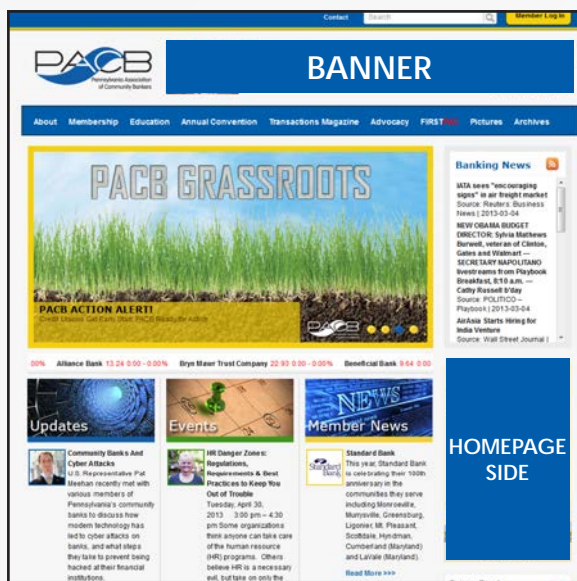 Contact
Search
Member Log In
PACB
Pennsylvania Association
of Community Bankers
BANNER
About Membership Education Annual Convention Transactions Magazine Advocacy FIRST Pictures Archives
PACB GRASSROOTS
PACB ACTION ALERT!
Credit Unions Get Early Start; PACB Ready for Action
PACB
Banking News
IATA sees "encouraging
signs" in air freight market
Source: Reuters: Business
News | 2013-03-04
NEW OBAMA BUDGET
DIRECTOR: Sylvia Mathews
Burwell, veteran of Clinton,
Gates and Walmart —
SECRETARY NAPOLITANO
livestreams from Playbook
Breakfast, 8:10 a.m. —
Cathy Russell b'day
Source: POLITICO –
Playbook | 2013-03-04
AirAsia Starts Hiring for
India Venture
Source: Wall Street Journal |
00% Alliance Bank 13.24 0.00 - 0.00% Bryn Mawr Trust Company 22.93 0.00 - 0.00% Beneficial Bank 9.64 0.00
Updates
Community Banks And
Cyber Attacks
U.S. Representative Pat
Meehan recently met with
various members of
Pennsylvania's community
banks to discuss how
modern technology has
led to cyber attacks on
banks, and what steps
they take to prevent being
hacked at their financial
institutions.
Events
HR Danger Zones:
Regulations,
Requirements & Best
Practices to Keep You
Out of Trouble
Tuesday, April 30,
2013 3:00 pm – 4:30
pm Some organizations
think anyone can take care
of the human resource
(HR) programs. Others
believe HR is a necessary
evil, but take on only the
Member News
NEWS
Standard Bank
Standard Bank
This year, Standard Bank
is celebrating their 100th
anniversary in the
communities they serve
including Monroeville,
Murrysville, Greensburg,
Ligonier, Mt. Pleasant,
Scottdale, Hyndman,
Cumberland (Maryland)
and LaVale (Maryland).
Read More >>>
HOMEPAGE
SIDE